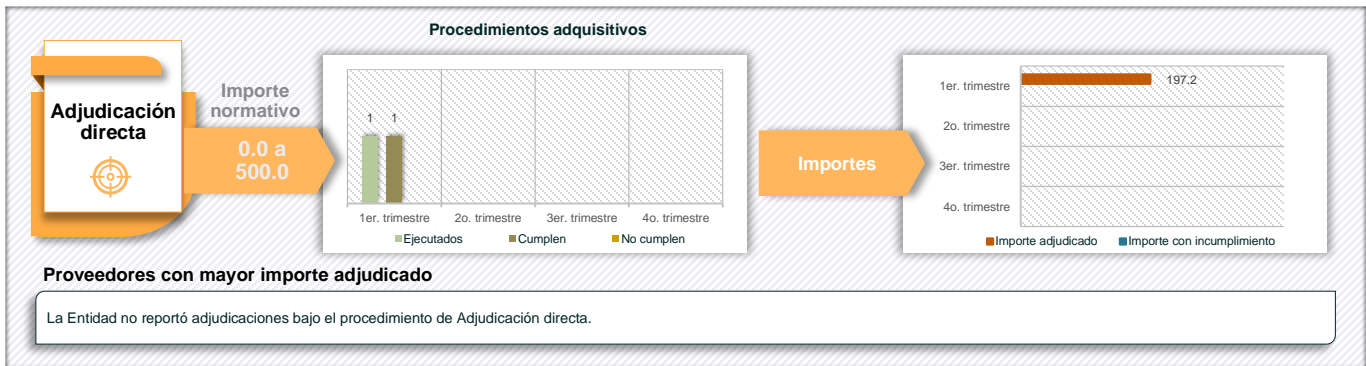 Procedimientos adquisitivos
Adjudicación
directa
Importe
normativo
0.0 a
500.0
1 1
1er. trimestre 2o. trimestre 3er. trimestre 4o. trimestre
Ejecutados Cumplen No cumplen
Importes
1er. trimestre 197.2
2o. trimestre
3er. trimestre
4o. trimestre
Importe adjudicado Importe con incumplimiento
Proveedores con mayor importe adjudicado
La Entidad no reportó adjudicaciones bajo el procedimiento de Adjudicación directa.